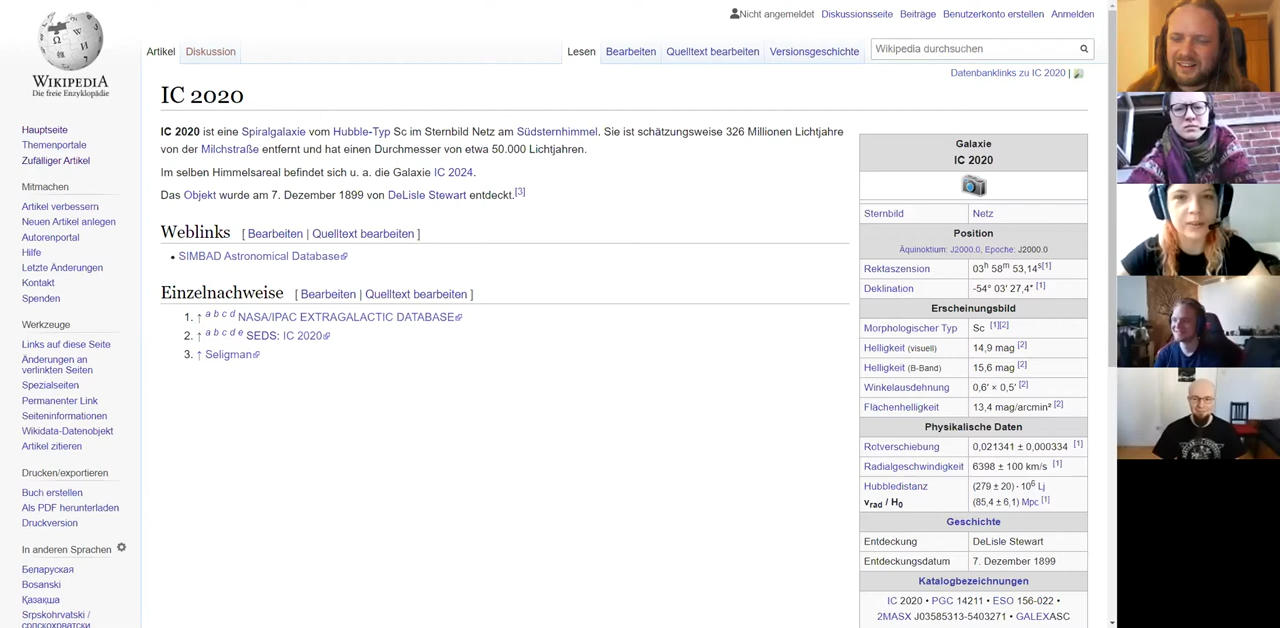 Nicht angemeldet Diskussionsseite Beiträge Benutzerkonto erstellen Anmelden
Artikel Diskussion Lesen Bearbeiten Quelltext bearbeiten Versionsgeschichte Wikipedia durchsuchen
WIKIPEDIA
Die freie Enzyklopädie
Hauptseite
Themenportale
Zufälliger Artikel
Mitmachen
Artikel verbessern
Neuen Artikel anlegen
Autorenportal
Hilfe
Letzte Änderungen
Kontakt
Spenden
Werkzeuge
Links auf diese Seite
Änderungen an
verlinkten Seiten
Spezialseiten
Permanenter Link
Seiteninformationen
Wikidata-Datenobjekt
Artikel zitieren
Drucken/exportieren
Buch erstellen
Als PDF herunterladen
Druckversion
In anderen Sprachen
Беларуская
Bosanski
Қазақша
Srpskohrvatski /
српскохрватски
Datenbanklinks zu IC 2020 |
IC 2020
IC 2020 ist eine Spiralgalaxie vom Hubble-Typ Sc im Sternbild Netz am Südsternhimmel. Sie ist schätzungsweise 326 Millionen Lichtjahre
von der Milchstraße entfernt und hat einen Durchmesser von etwa 50.000 Lichtjahren.
Im selben Himmelsareal befindet sich u. a. die Galaxie IC 2024.
Das Objekt wurde am 7. Dezember 1899 von DeLisle Stewart entdeckt.[3]
Weblinks [ Bearbeiten | Quelltext bearbeiten ]
• SIMBAD Astronomical Database
Einzelnachweise [ Bearbeiten | Quelltext bearbeiten ]
1. ↑ a b c d NASA/IPAC EXTRAGALACTIC DATABASE
2. ↑ a b c d e SEDS: IC 2020
3. ↑ Seligman
Galaxie
IC 2020
Sternbild Netz
Position
Äquinoktium: J2000.0, Epoche: J2000.0
Rektaszension 03h 58m 53,14s[1]
Deklination -54° 03′ 27,4″ [1]
Erscheinungsbild
Morphologischer Typ Sc [1][2]
Helligkeit (visuell) 14,9 mag [2]
Helligkeit (B-Band) 15,6 mag [2]
Winkelausdehnung 0,6′ × 0,5′ [2]
Flächenhelligkeit 13,4 mag/arcmin² [2]
Physikalische Daten
Rotverschiebung 0,021341 ± 0,000334 [1]
Radialgeschwindigkeit 6398 ± 100 km/s [1]
Hubbledistanz (279 ± 20) · 10⁶ Lj
vrad / H0 (85,4 ± 6,1) Mpc [1]
Geschichte
Entdeckung DeLisle Stewart
Entdeckungsdatum 7. Dezember 1899
Katalogbezeichnungen
IC 2020 • PGC 14211 • ESO 156-022 •
2MASX J03585313-5403271 • GALEXASC